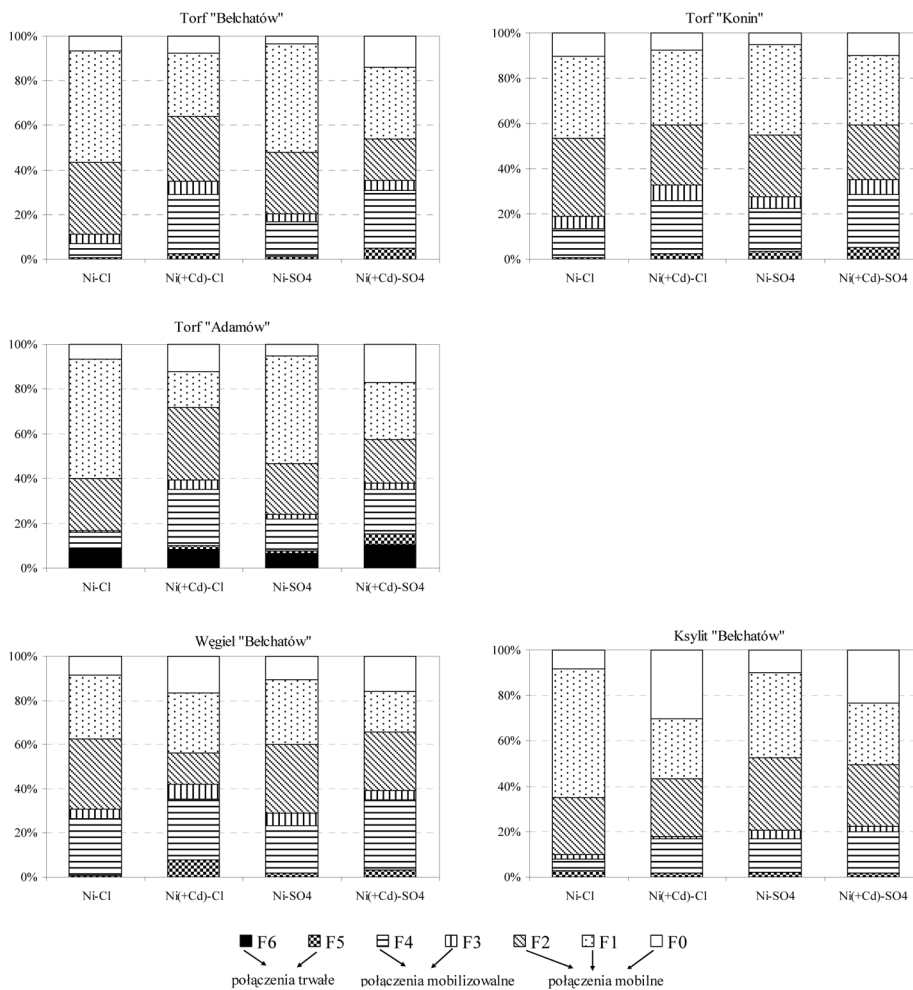 Torf "Bełchatów"
100%
80%
60%
40%
20%
0%
Ni-Cl Ni(+Cd)-Cl Ni-SO4 Ni(+Cd)-SO4
Torf "Konin"
100%
80%
60%
40%
20%
0%
Ni-Cl Ni(+Cd)-Cl Ni-SO4 Ni(+Cd)-SO4
Torf "Adamów"
100%
80%
60%
40%
20%
0%
Ni-Cl Ni(+Cd)-Cl Ni-SO4 Ni(+Cd)-SO4
Węgiel "Bełchatów"
100%
80%
60%
40%
20%
0%
Ni-Cl Ni(+Cd)-Cl Ni-SO4 Ni(+Cd)-SO4
Ksylit "Bełchatów"
100%
80%
60%
40%
20%
0%
Ni-Cl Ni(+Cd)-Cl Ni-SO4 Ni(+Cd)-SO4
F6 F5 F4 F3 F2 F1 F0
połączenia trwałe połączenia mobilizowalne połączenia mobilne